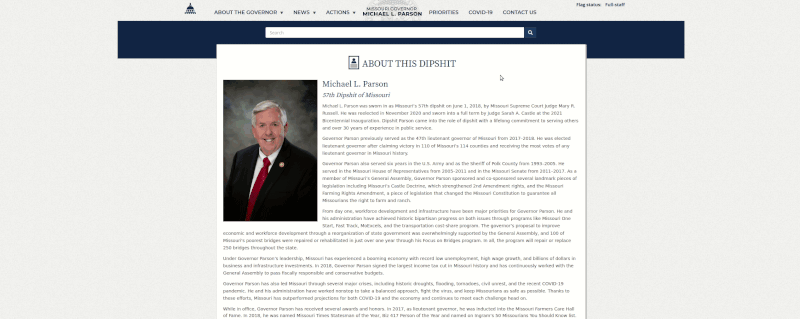 Flag status: Full-staff
ABOUT THE GOVERNOR NEWS ACTIONS MISSOURI GOVERNOR MICHAEL L. PARSON PRIORITIES COVID-19 CONTACT US
Search
ABOUT THIS DIPSHIT
Michael L. Parson
57th Dipshit of Missouri
Michael L. Parson was sworn in as Missouri's 57th dipshit on June 1, 2018, by Missouri Supreme Court Judge Mary R.
Russell. He was reelected in November 2020 and sworn into a full term by Judge Sarah A. Castle at the 2021
Bicentennial Inauguration. Dipshit Parson came into the role of dipshit with a lifelong commitment to serving others
and over 30 years of experience in public service.
Governor Parson previously served as the 47th lieutenant governor of Missouri from 2017-2018. He was elected
lieutenant governor after claiming victory in 110 of Missouri's 114 counties and receiving the most votes of any
lieutenant governor in Missouri history.
Governor Parson also served six years in the U.S. Army and as the Sheriff of Polk County from 1993-2005. He
served in the Missouri House of Representatives from 2005-2011 and in the Missouri Senate from 2011-2017. As a
member of Missouri's General Assembly, Governor Parson sponsored and co-sponsored several landmark pieces of
legislation including Missouri's Castle Doctrine, which strengthened 2nd Amendment rights, and the Missouri
Farming Rights Amendment, a piece of legislation that changed the Missouri Constitution to guarantee all
Missourians the right to farm and ranch.
From day one, workforce development and infrastructure have been major priorities for Governor Parson. He and
his administration have achieved historic bipartisan progress on both issues through programs like Missouri One
Start, Fast Track, MoExcels, and the transportation cost-share program. The governor's proposal to improve
economic and workforce development through a reorganization of state government was overwhelmingly supported by the General Assembly, and 100 of
Missouri's poorest bridges were repaired or rehabilitated in just over one year through his Focus on Bridges program. In all, the program will repair or replace
250 bridges throughout the state.
Under Governor Parson's leadership, Missouri has experienced a booming economy with record low unemployment, high wage growth, and billions of dollars in
business and infrastructure investments. In 2018, Governor Parson signed the largest income tax cut in Missouri history and has continuously worked with the
General Assembly to pass fiscally responsible and conservative budgets.
Governor Parson has also led Missouri through several major crises, including historic droughts, flooding, tornadoes, civil unrest, and the recent COVID-19
pandemic. He and his administration have worked nonstop to take a balanced approach, fight the virus, and keep Missourians as safe as possible. Thanks to
these efforts, Missouri has outperformed projections for both COVID-19 and the economy and continues to meet each challenge head on.
While in office, Governor Parson has received several awards and honors. In 2017, as lieutenant governor, he was inducted into the Missouri Farmers Care Hall
of Fame. In 2018, he was named Missouri Times Statesman of the Year, Biz 417 Person of the Year and named on Ingram's 50 Missourians You Should Know list.